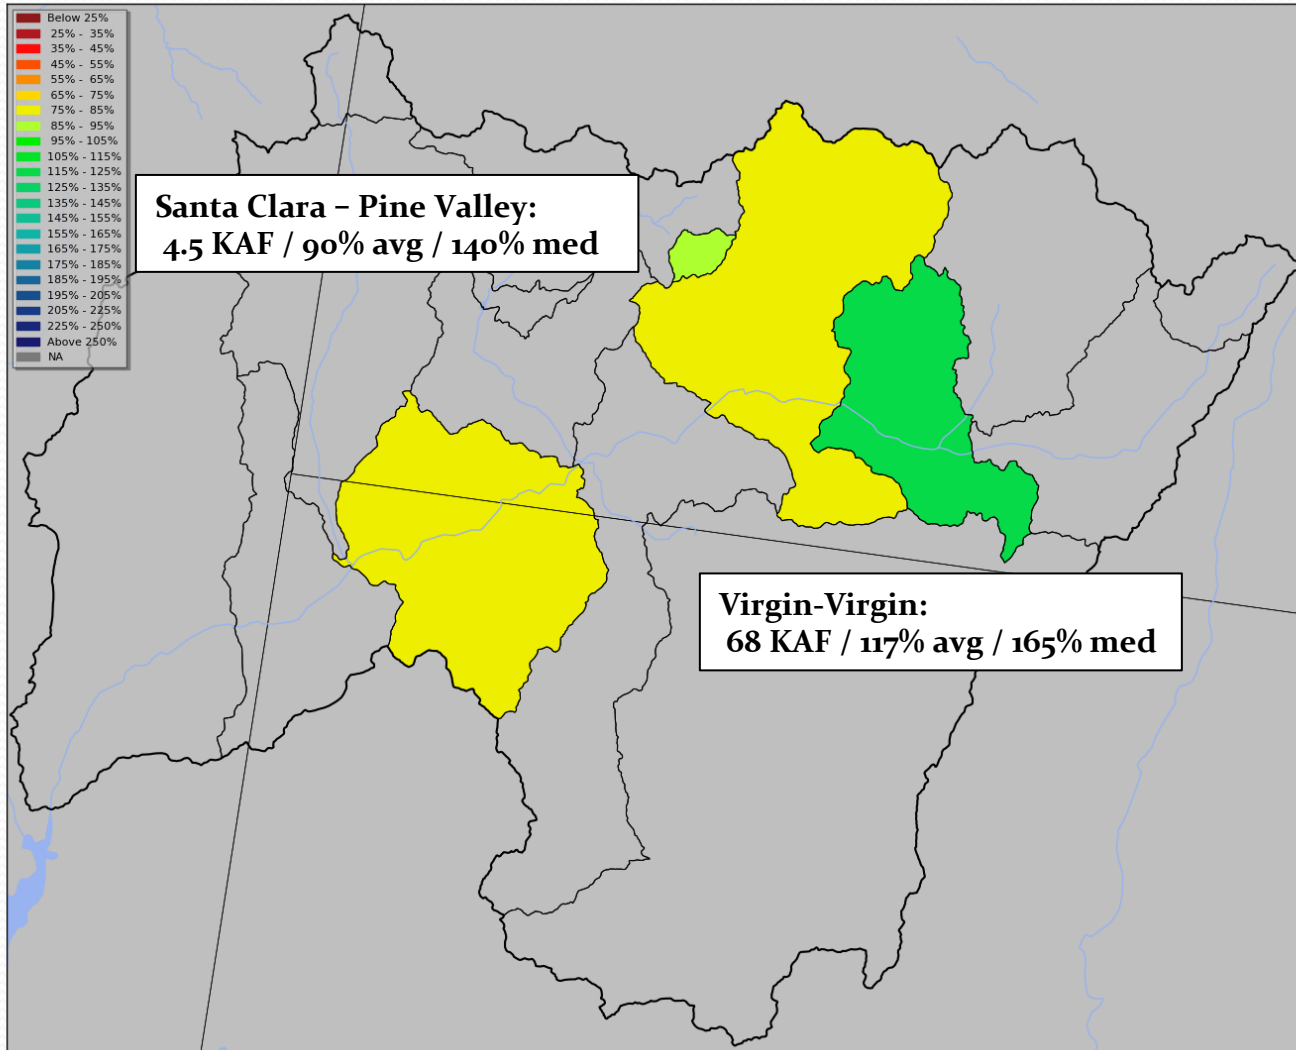 Below 25%
25% - 35%
35% - 45%
45% - 55%
55% - 65%
65% - 75%
75% - 85%
85% - 95%
95% - 105%
105% - 115%
115% - 125%
125% - 135%
135% - 145%
145% - 155%
155% - 165%
165% - 175%
175% - 185%
185% - 195%
195% - 205%
205% - 225%
225% - 250%
Above 250%
NA
Santa Clara – Pine Valley:
4.5 KAF / 90% avg / 140% med
Virgin-Virgin:
68 KAF / 117% avg / 165% med